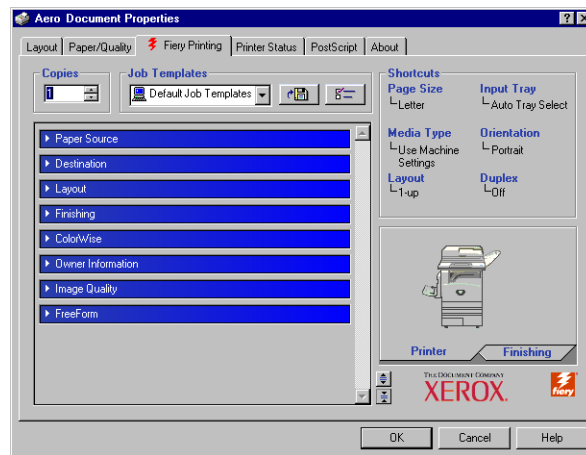 Aero Document Properties
Layout Paper/Quality Fiery Printing Printer Status PostScript About
Copies
1
Job Templates
Default Job Templates
Paper Source
Destination
Layout
Finishing
ColorWise
Owner Information
Image Quality
FreeForm
Shortcuts
Page Size Input Tray
Letter Auto Tray Select
Media Type Orientation
Use Machine Settings Portrait
Layout Duplex
1-up Off
Printer Finishing
THE DOCUMENT COMPANY
XEROX.
fiery
OK Cancel Help